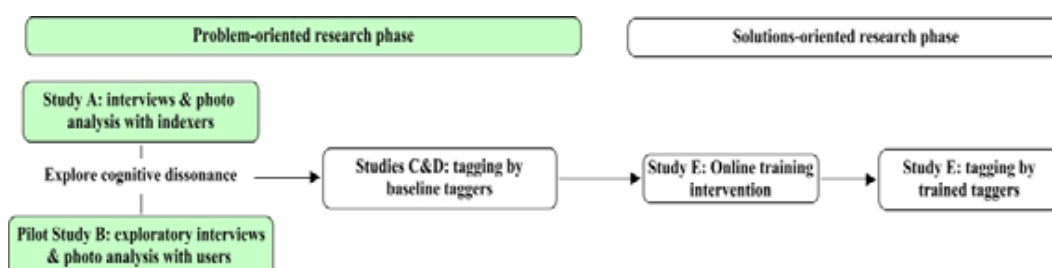 Problem-oriented research phase
Solutions-oriented research phase
Study A: interviews & photo
analysis with indexers
Explore cognitive dissonance
Pilot Study B: exploratory interviews
& photo analysis with users
Studies C&D: tagging by
baseline taggers
Study E: Online training
intervention
Study E: tagging by
trained taggers